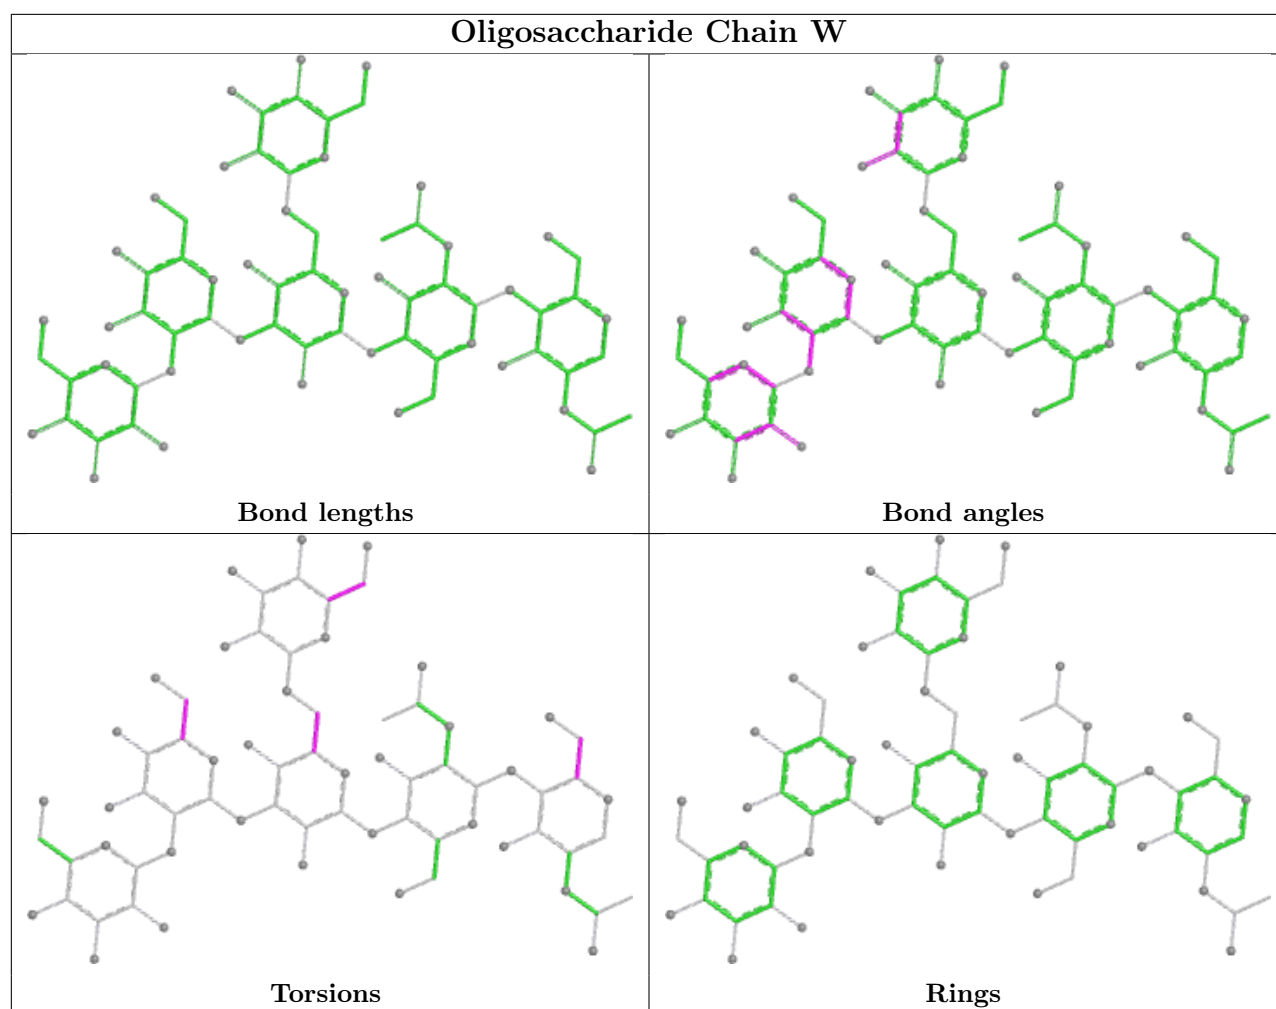 Oligosaccharide Chain W
Bond lengths
Bond angles
Torsions
Rings